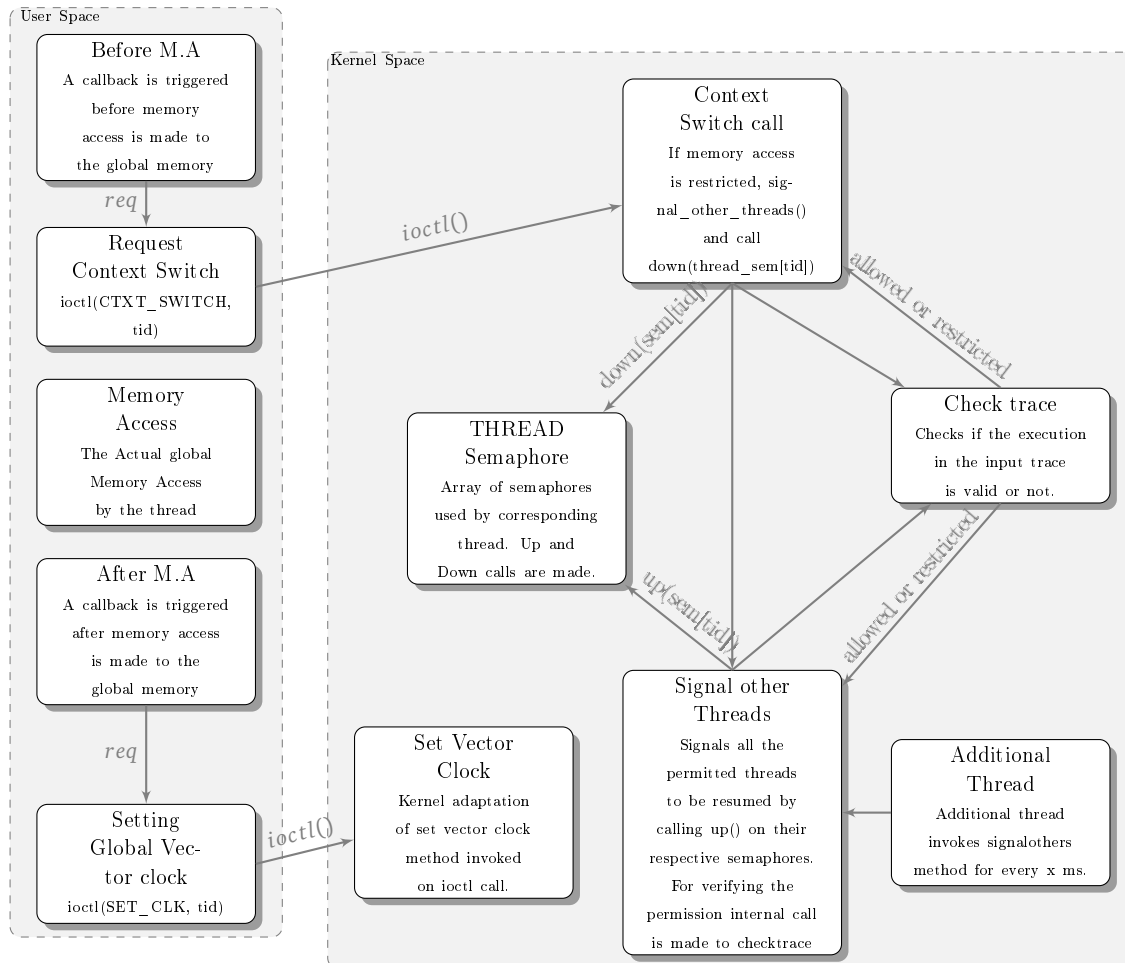 User Space
Before M.A
A callback is triggered
before memory
access is made to
the global memory
req
Request
Context Switch
ioctl(CTXT_SWITCH,
tid)
Memory
Access
The Actual global
Memory Access
by the thread
After M.A
A callback is triggered
after memory access
is made to the
global memory
req
Setting
Global Vec-
tor clock
ioctl(SET_CLK, tid)
ioctl()
ioctl()
Kernel Space
Context
Switch call
If memory access
is restricted, sig-
nal_other_threads()
and call
down(thread_sem[tid])
down(sem[tid])
allowed or restricted
THREAD
Semaphore
Array of semaphores
used by corresponding
thread. Up and
Down calls are made.
Check trace
Checks if the execution
in the input trace
is valid or not.
up(sem[tid])
allowed or restricted
Set Vector
Clock
Kernel adaptation
of set vector clock
method invoked
on ioctl call.
Signal other
Threads
Signals all the
permitted threads
to be resumed by
calling up() on their
respective semaphores.
For verifying the
permission internal call
is made to checktrace
Additional
Thread
Additional thread
invokes signalothers
method for every x ms.